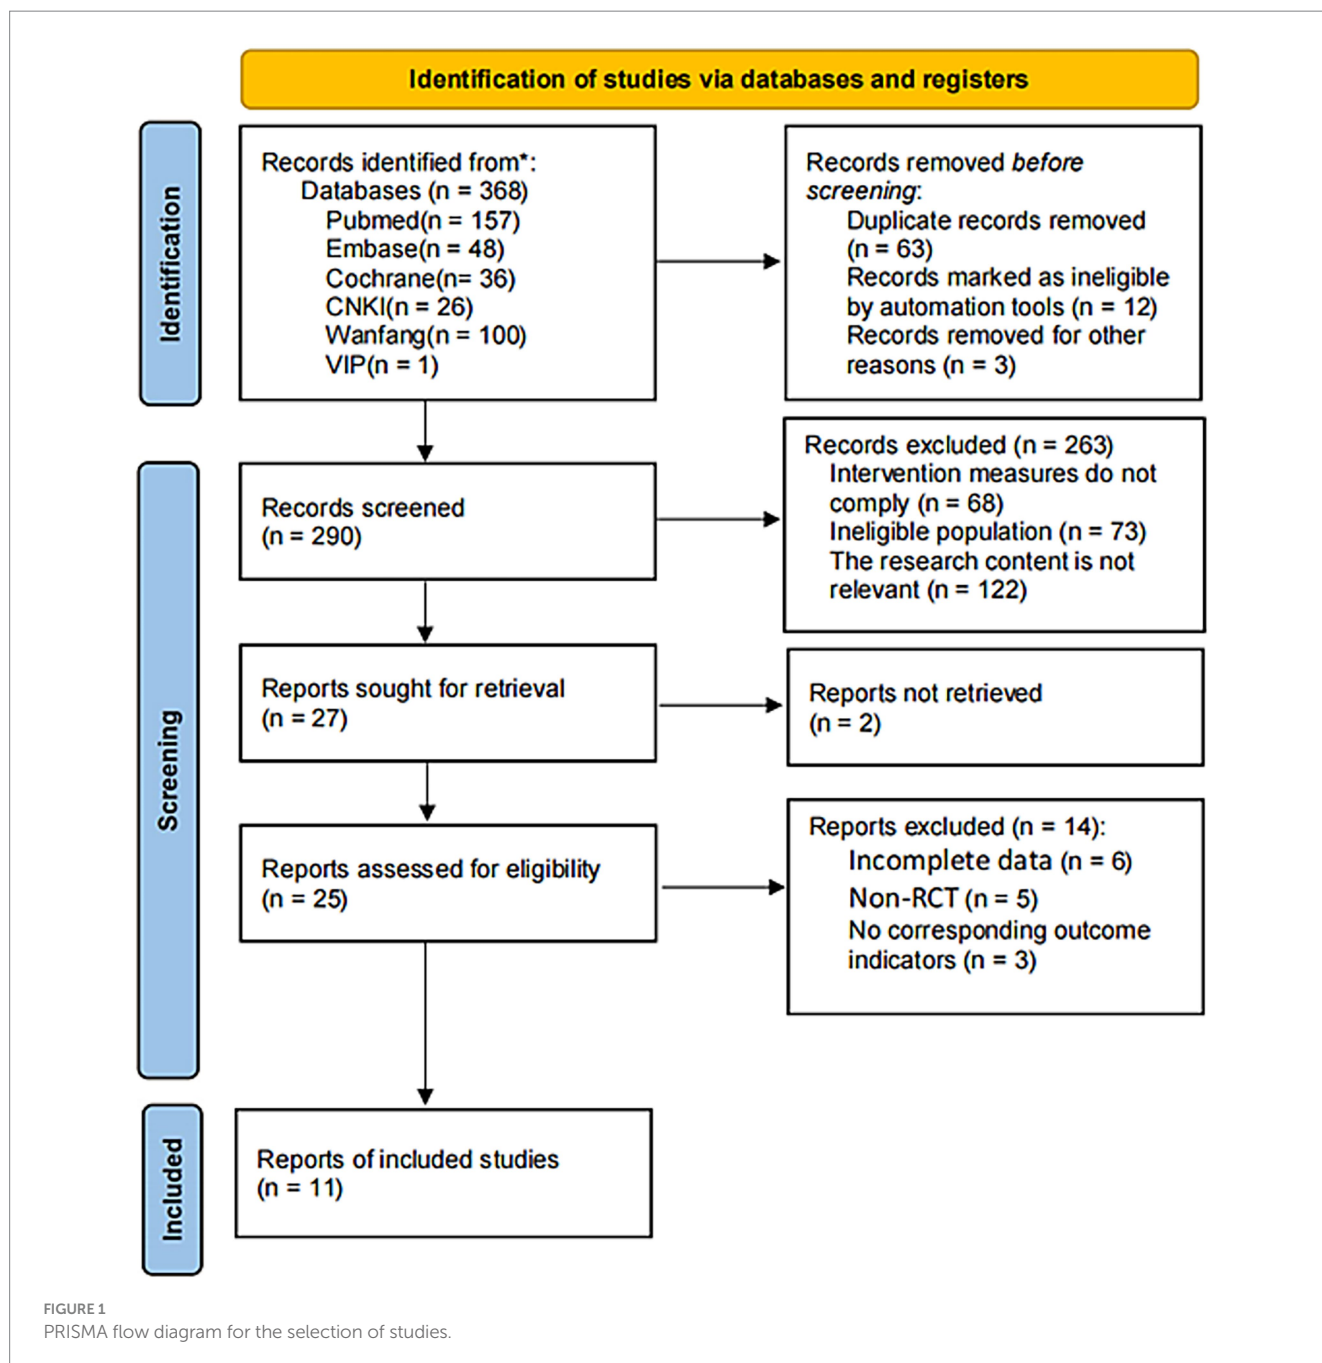 Identification of studies via databases and registers
Identification
Records identified from*:
Databases (n = 368)
Pubmed(n = 157)
Embase(n = 48)
Cochrane(n= 36)
CNKI(n = 26)
Wanfang(n = 100)
VIP(n = 1)
Records removed before
screening:
Duplicate records removed
(n = 63)
Records marked as ineligible
by automation tools (n = 12)
Records removed for other
reasons (n = 3)
Screening
Records screened
(n = 290)
Records excluded (n = 263)
Intervention measures do not
comply (n = 68)
Ineligible population (n = 73)
The research content is not
relevant (n = 122)
Reports sought for retrieval
(n = 27)
Reports not retrieved
(n = 2)
Reports assessed for eligibility
(n = 25)
Reports excluded (n = 14):
Incomplete data (n = 6)
Non-RCT (n = 5)
No corresponding outcome
indicators (n = 3)
Included
Reports of included studies
(n = 11)
FIGURE 1
PRISMA flow diagram for the selection of studies.